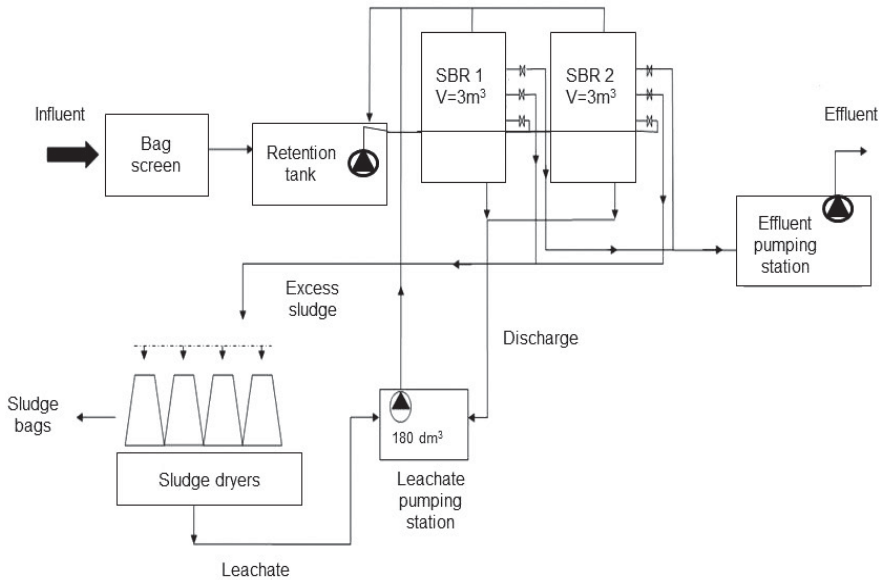 SBR 1
V=3m³
SBR 2
V=3m³
Influent
Bag
screen
Retention
tank
Effluent
Effluent
pumping
station
Excess
sludge
Discharge
Sludge
bags
180 dm³
Sludge dryers
Leachate
pumping
station
Leachate